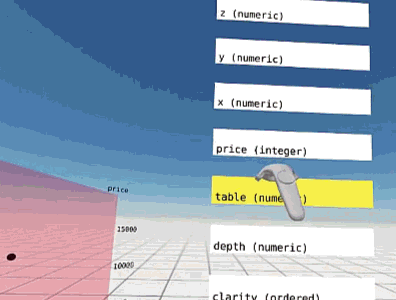 z (numeric)
y (numeric)
x (numeric)
price (integer)
table (nume
depth (numeric)
clarity (ordered)
price
15000
10000